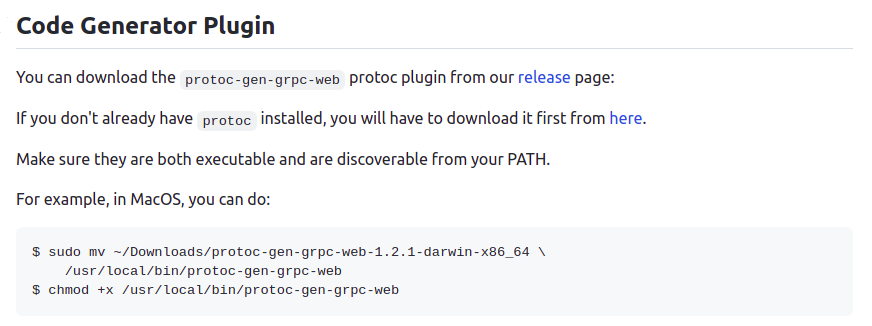 Code Generator Plugin
You can download the protoc-gen-grpc-web protoc plugin from our release page:
If you don't already have protoc installed, you will have to download it first from here.
Make sure they are both executable and are discoverable from your PATH.
For example, in MacOS, you can do:
$ sudo mv ~/Downloads/protoc-gen-grpc-web-1.2.1-darwin-x86_64 \
    /usr/local/bin/protoc-gen-grpc-web
$ chmod +x /usr/local/bin/protoc-gen-grpc-web